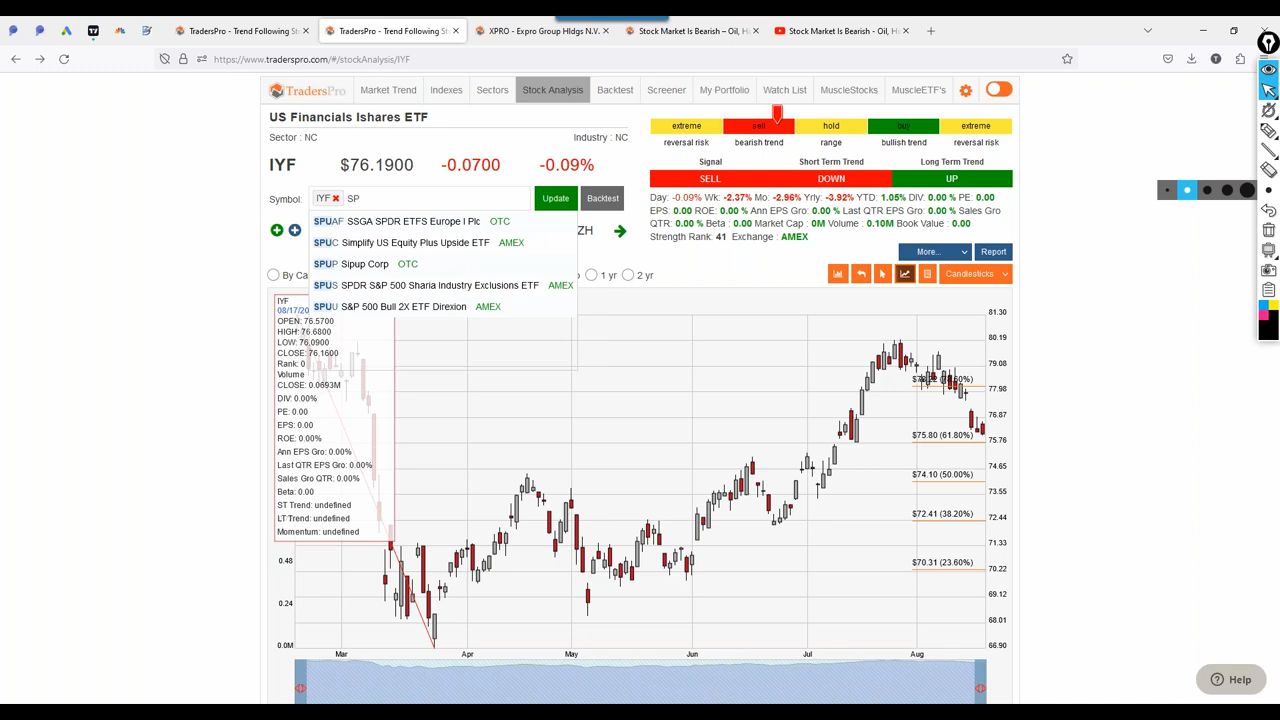 TradersPro - Trend Following St
TradersPro - Trend Following St
XPRO - Expro Group Hldgs N.V.
Stock Market Is Bearish – Oil, H
Stock Market Is Bearish - Oil, H
https://www.traderspro.com/#/stockAnalysis/IYF
TradersPro
Market Trend
Indexes
Sectors
Stock Analysis
Backtest
Screener
My Portfolio
Watch List
MuscleStocks
MuscleETF's
US Financials Ishares ETF
Sector : NC
Industry : NC
IYF
$76.1900
-0.0700
-0.09%
extreme
sell
hold
buy
extreme
reversal risk
bearish trend
range
bullish trend
reversal risk
Signal
Short Term Trend
Long Term Trend
SELL
DOWN
UP
Day: -0.09% Wk: -2.37% Mo: -2.96% Qrly: -3.92% YTD: 1.05% DIV: 0.00% PE: 0.00
EPS: 0.00 ROE: 0.00 % Ann EPS Gro: 0.00 % Last QTR EPS Gro: 0.00 % Sales Gro
QTR: 0.00 % Beta : 0.00 Market Cap : 0M Volume : 0.10M Book Value : 0.00
Strength Rank: 41 Exchange : AMEX
Symbol:
IYF
SP
Update
Backtest
SPUAF SSGA SPDR ETFS Europe I Plc OTC
SPUC Simplify US Equity Plus Upside ETF AMEX
SPUP Sipup Corp OTC
SPUS SPDR S&P 500 Sharia Industry Exclusions ETF AMEX
SPUU S&P 500 Bull 2X ETF Direxion AMEX
ZH
More...
Report
By Ca
1 yr
2 yr
Candlesticks
IYF
08/17/20
OPEN: 76.5700
HIGH: 76.6800
LOW: 76.0900
CLOSE: 76.1600
Rank: 0
Volume
CLOSE: 0.0693M
DIV: 0.00%
PE: 0.00
EPS: 0.00
ROE: 0.00%
Ann EPS Gro: 0.00%
Last QTR EPS Gro: 0.00%
Sales Gro QTR: 0.00%
Beta: 0.00
ST Trend: undefined
LT Trend: undefined
Momentum: undefined
0.48
0.24
0.0M
81.30
80.19
79.08
77.98
76.87
75.76
74.65
73.55
72.44
71.33
70.22
69.12
68.01
66.90
$75.80 (61.80%)
$74.10 (50.00%)
$72.41 (38.20%)
$70.31 (23.60%)
Mar
Apr
May
Jun
Jul
Aug
Help